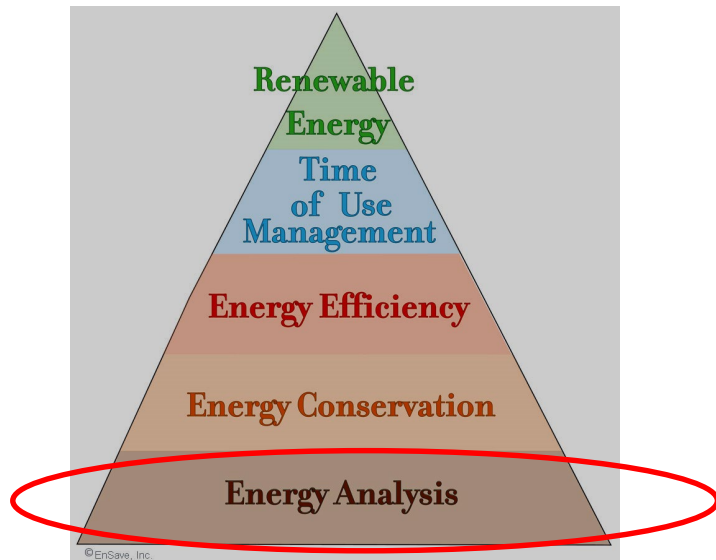 Renewable
Energy
Time
of Use
Management
Energy Efficiency
Energy Conservation
Energy Analysis
©EnSave, Inc.